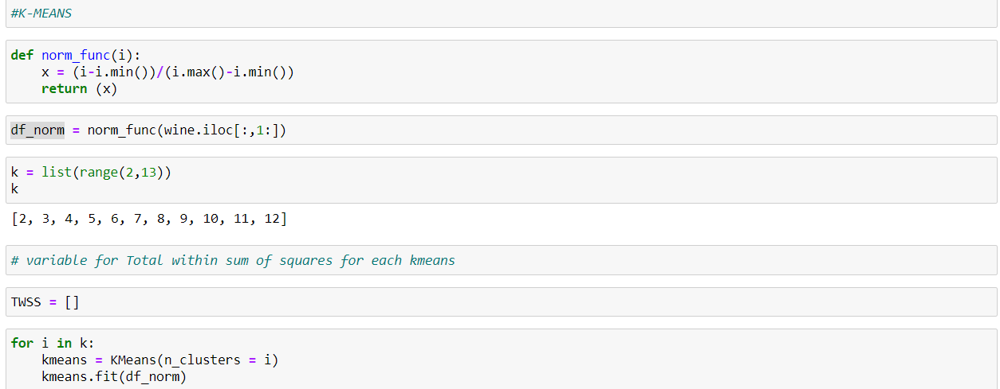 #K-MEANS
def norm_func(i):
    x = (i-i.min())/(i.max()-i.min())
    return (x)
df_norm = norm_func(wine.iloc[:,1:])
k = list(range(2,13))
k
[2, 3, 4, 5, 6, 7, 8, 9, 10, 11, 12]
# variable for Total within sum of squares for each kmeans
TWSS = []
for i in k:
    kmeans = KMeans(n_clusters = i)
    kmeans.fit(df_norm)